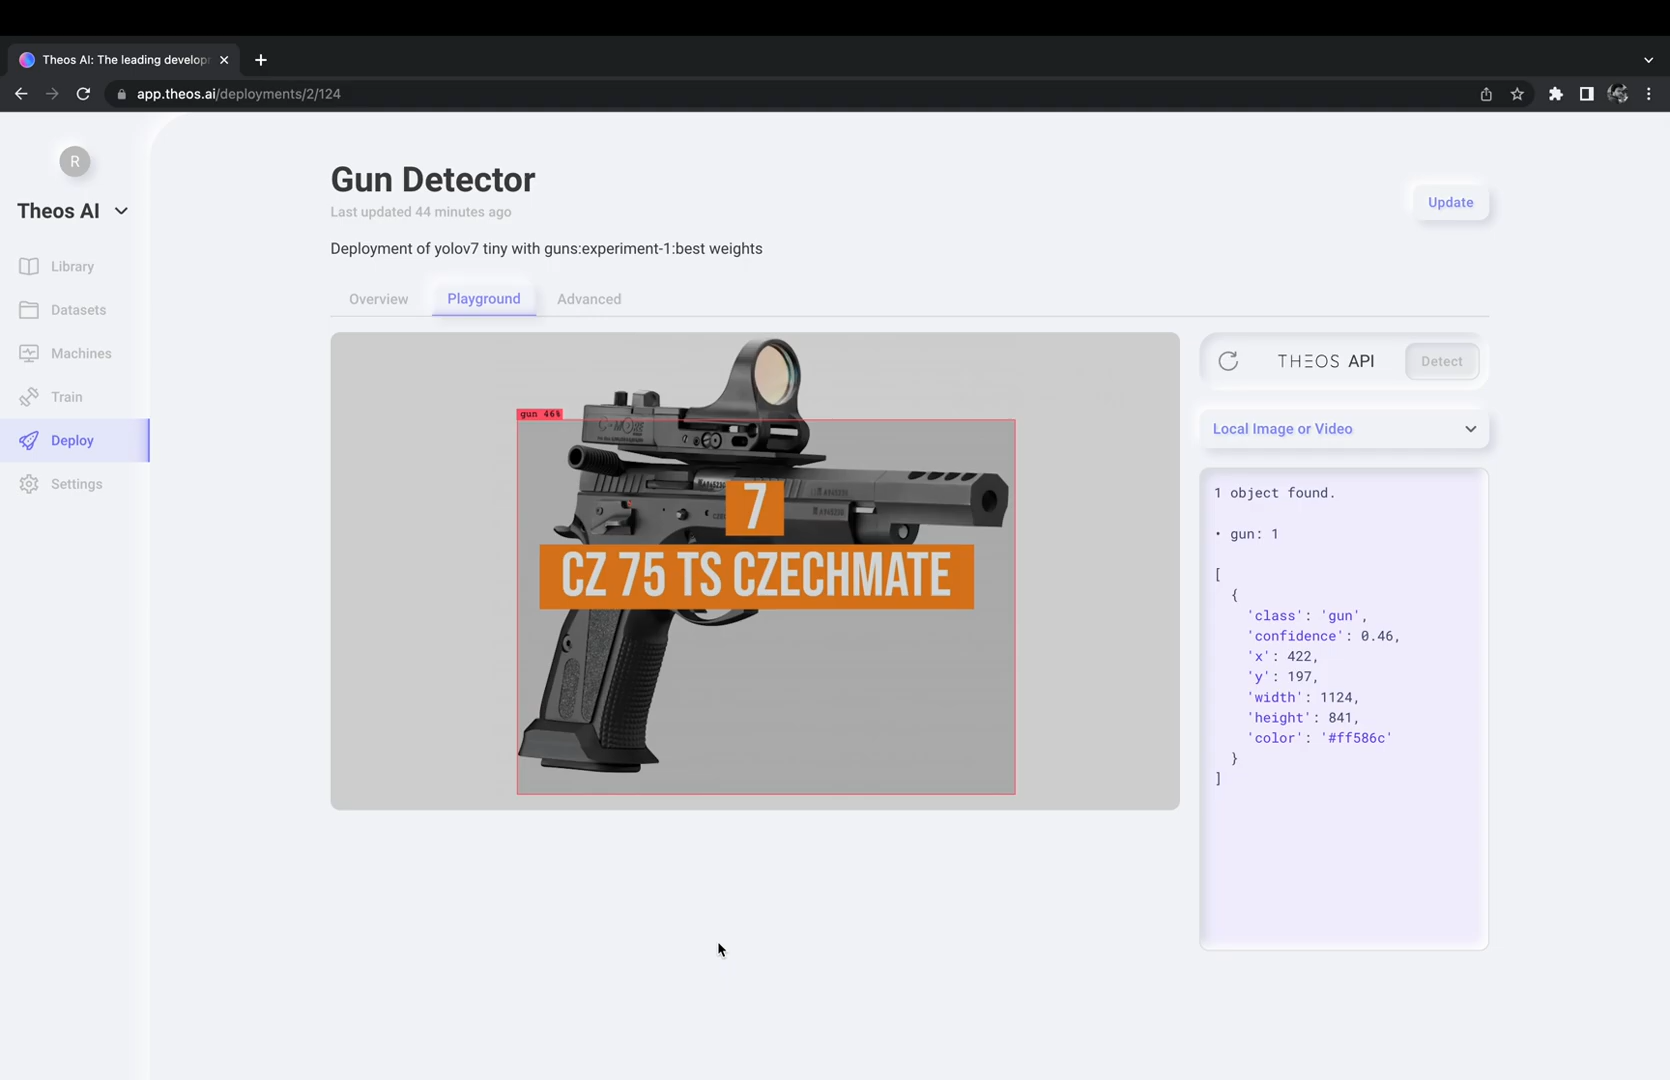 Theos AI: The leading develop
app.theos.ai/deployments/2/124
R
Theos AI
Library
Datasets
Machines
Train
Deploy
Settings
Gun Detector
Last updated 44 minutes ago
Update
Deployment of yolov7 tiny with guns:experiment-1:best weights
Overview
Playground
Advanced
gun 46%
7
CZ 75 TS CZECHMATE
THEOS API
Detect
Local Image or Video
1 object found.
• gun: 1
[
{
'class': 'gun',
'confidence': 0.46,
'x': 422,
'y': 197,
'width': 1124,
'height': 841,
'color': '#ff586c'
}
]